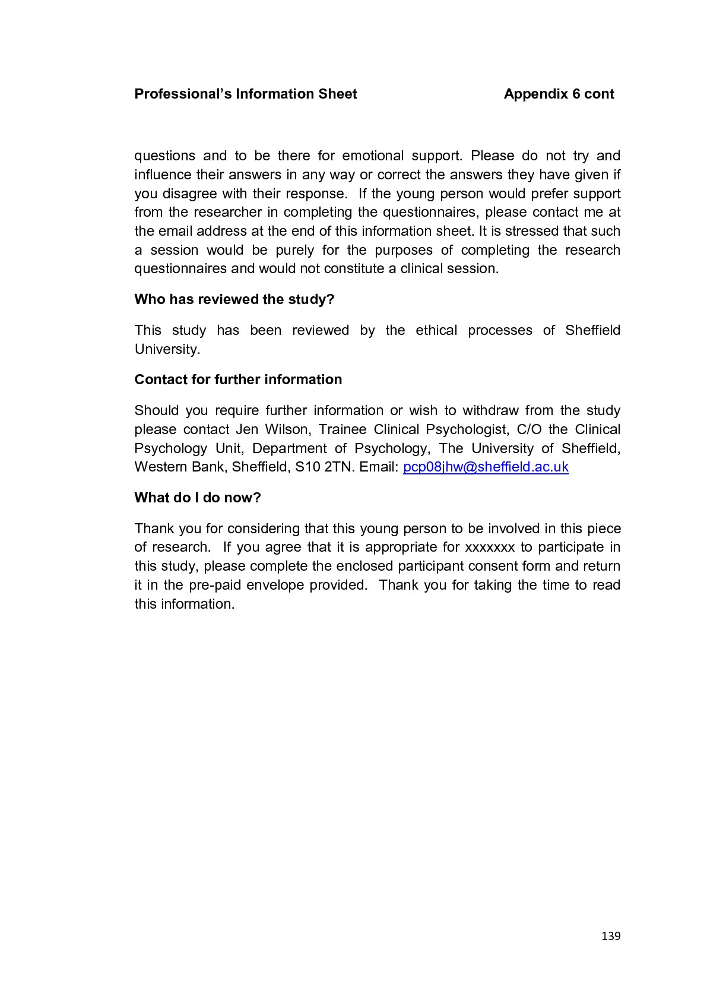 Professional’s Information Sheet Appendix 6 cont
questions and to be there for emotional support. Please do not try and
influence their answers in any way or correct the answers they have given if
you disagree with their response. If the young person would prefer support
from the researcher in completing the questionnaires, please contact me at
the email address at the end of this information sheet. It is stressed that such
a session would be purely for the purposes of completing the research
questionnaires and would not constitute a clinical session.
Who has reviewed the study?
This study has been reviewed by the ethical processes of Sheffield
University.
Contact for further information
Should you require further information or wish to withdraw from the study
please contact Jen Wilson, Trainee Clinical Psychologist, C/O the Clinical
Psychology Unit, Department of Psychology, The University of Sheffield,
Western Bank, Sheffield, S10 2TN. Email: pcp08jhw@sheffield.ac.uk
What do I do now?
Thank you for considering that this young person to be involved in this piece
of research. If you agree that it is appropriate for xxxxxxx to participate in
this study, please complete the enclosed participant consent form and return
it in the pre-paid envelope provided. Thank you for taking the time to read
this information.
139